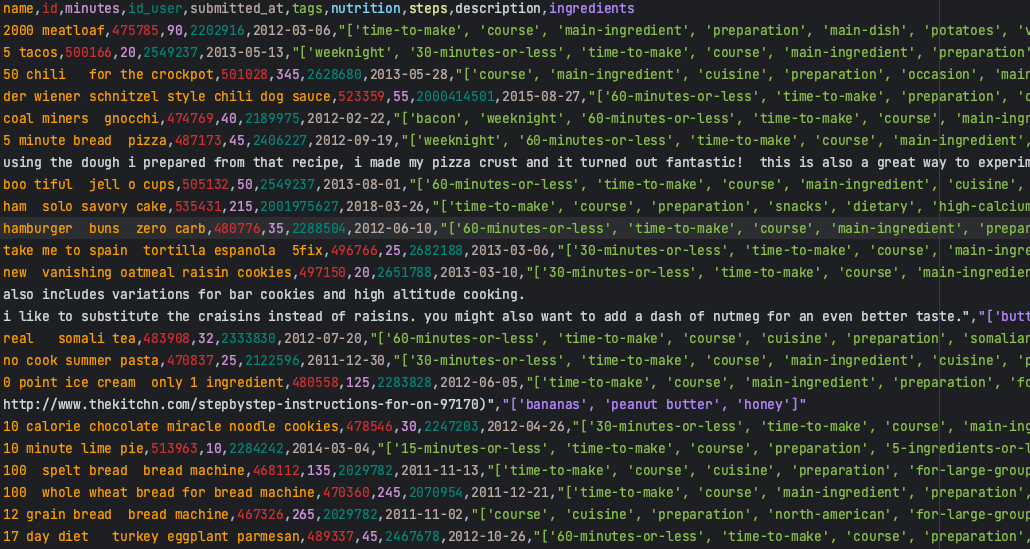 name,id,minutes,id_user,submitted_at,tags,nutrition,steps,description,ingredients
2000 meatloaf,475785,90,2202916,2012-03-06,"['time-to-make', 'course', 'main-ingredient', 'preparation', 'main-dish', 'potatoes', 'v
5 tacos,500166,20,2549237,2013-05-13,"['weeknight', '30-minutes-or-less', 'time-to-make', 'course', 'main-ingredient', 'preparation'
50 chili   for the crockpot,501028,345,2628680,2013-05-28,"['course', 'main-ingredient', 'cuisine', 'preparation', 'occasion', 'main
der wiener schnitzel style chili dog sauce,523359,55,2000414501,2015-08-27,"['60-minutes-or-less', 'time-to-make', 'preparation', 'c
coal miners  gnocchi,474769,40,2189975,2012-02-22,"['bacon', 'weeknight', '60-minutes-or-less', 'time-to-make', 'course', 'main-ingr
5 minute bread  pizza,487173,45,2406227,2012-09-19,"['weeknight', '60-minutes-or-less', 'time-to-make', 'course', 'main-ingredient',
using the dough i prepared from that recipe, i made my pizza crust and it turned out fantastic!  this is also a great way to experim
boo tiful  jell o cups,505132,50,2549237,2013-08-01,"['60-minutes-or-less', 'time-to-make', 'course', 'main-ingredient', 'cuisine',
ham  solo savory cake,535431,215,2001975627,2018-03-26,"['time-to-make', 'course', 'preparation', 'snacks', 'dietary', 'high-calcium
hamburger  buns  zero carb,480776,35,2288504,2012-06-10,"['60-minutes-or-less', 'time-to-make', 'course', 'main-ingredient', 'prepar
take me to spain  tortilla espanola  5fix,496766,25,2682188,2013-03-06,"['30-minutes-or-less', 'time-to-make', 'course', 'main-ingre
new  vanishing oatmeal raisin cookies,497150,20,2651788,2013-03-10,"['30-minutes-or-less', 'time-to-make', 'course', 'main-ingredien
also includes variations for bar cookies and high altitude cooking.
i like to substitute the craisins instead of raisins. you might also want to add a dash of nutmeg for an even better taste.","['butt
real   somali tea,483908,32,2333830,2012-07-20,"['60-minutes-or-less', 'time-to-make', 'course', 'cuisine', 'preparation', 'somalian
no cook summer pasta,470837,25,2122596,2011-12-30,"['30-minutes-or-less', 'time-to-make', 'course', 'main-ingredient', 'cuisine', 'p
0 point ice cream  only 1 ingredient,480558,125,2283828,2012-06-05,"['time-to-make', 'course', 'main-ingredient', 'preparation', 'fo
http://www.thekitchn.com/stepbystep-instructions-for-on-97170)","['bananas', 'peanut butter', 'honey']"
10 calorie chocolate miracle noodle cookies,478546,30,2247203,2012-04-26,"['30-minutes-or-less', 'time-to-make', 'course', 'main-ing
10 minute lime pie,513963,10,2284242,2014-03-04,"['15-minutes-or-less', 'time-to-make', 'course', 'preparation', '5-ingredients-or-l
100  spelt bread  bread machine,468112,135,2029782,2011-11-13,"['time-to-make', 'course', 'cuisine', 'preparation', 'for-large-group
100  whole wheat bread for bread machine,470360,245,2070954,2011-12-21,"['time-to-make', 'course', 'main-ingredient', 'preparation',
12 grain bread  bread machine,467326,265,2029782,2011-11-02,"['course', 'cuisine', 'preparation', 'north-american', 'for-large-group
17 day diet   turkey eggplant parmesan,489337,45,2467678,2012-10-26,"['60-minutes-or-less', 'time-to-make', 'course', 'preparation',